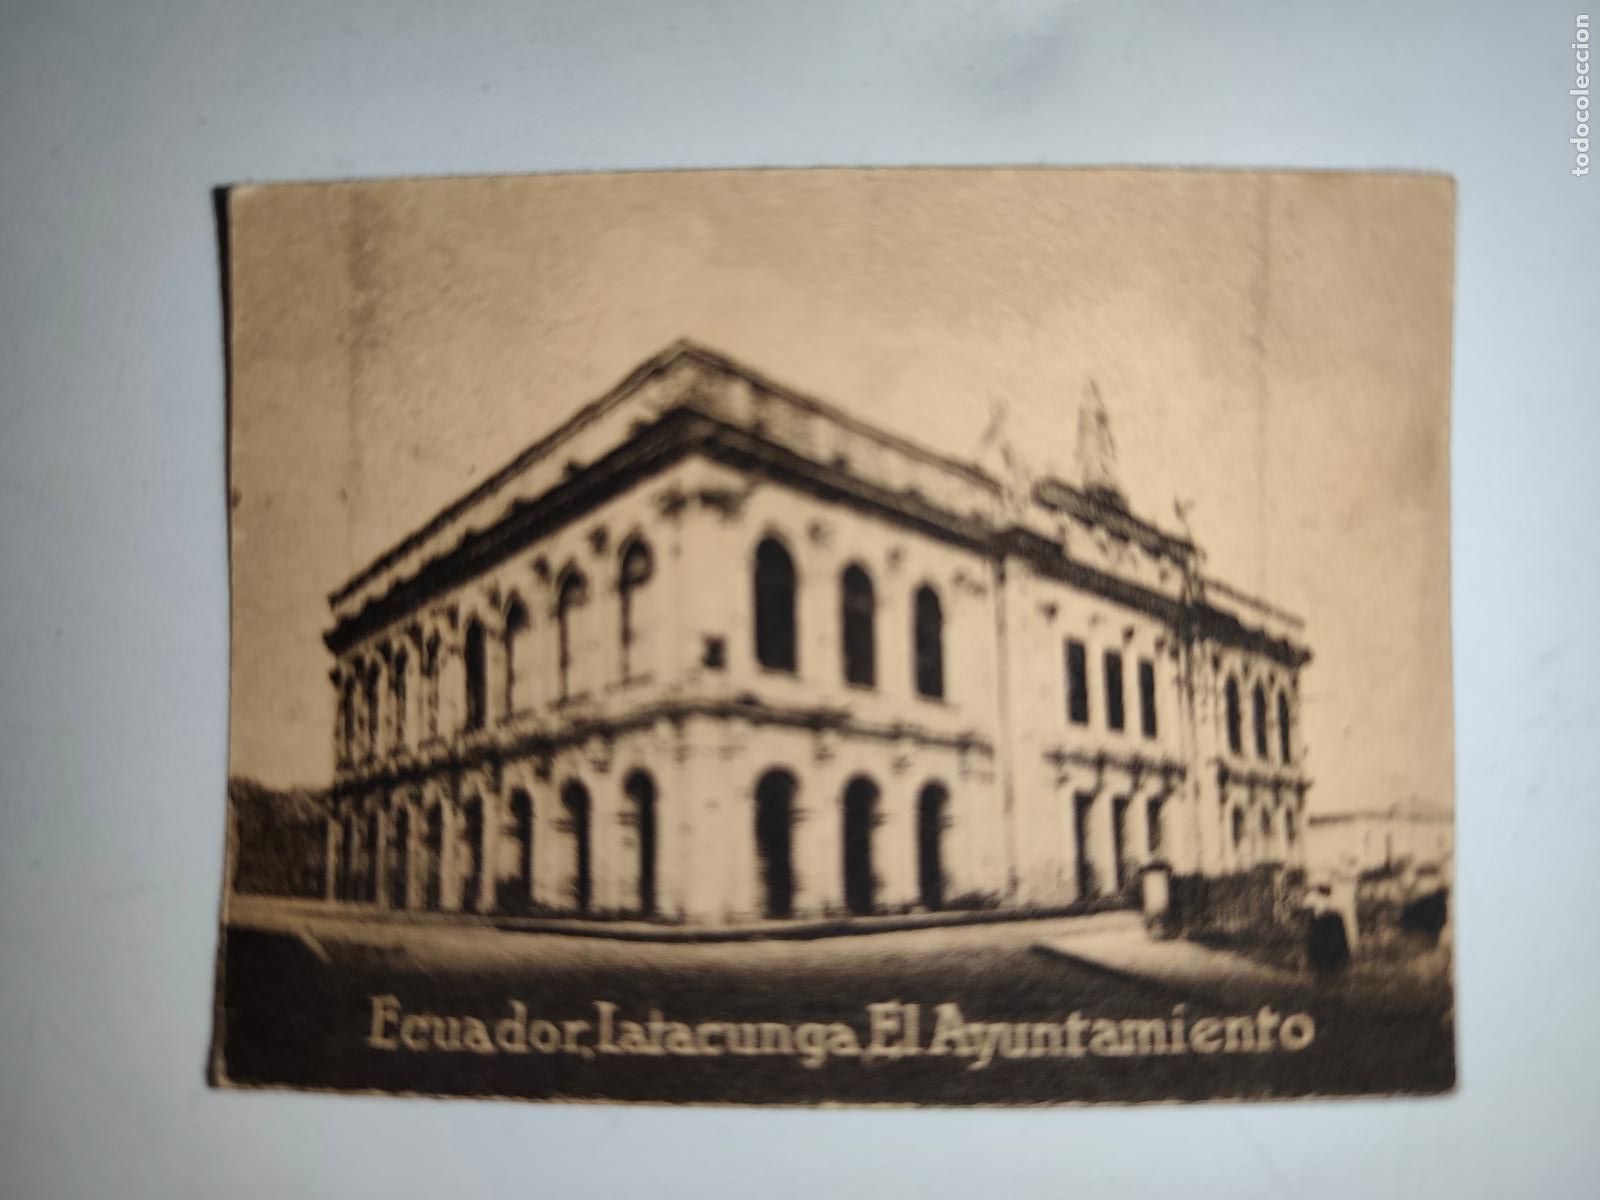 todocoleccion
Ecuador, Latacunga, El Ayuntamiento